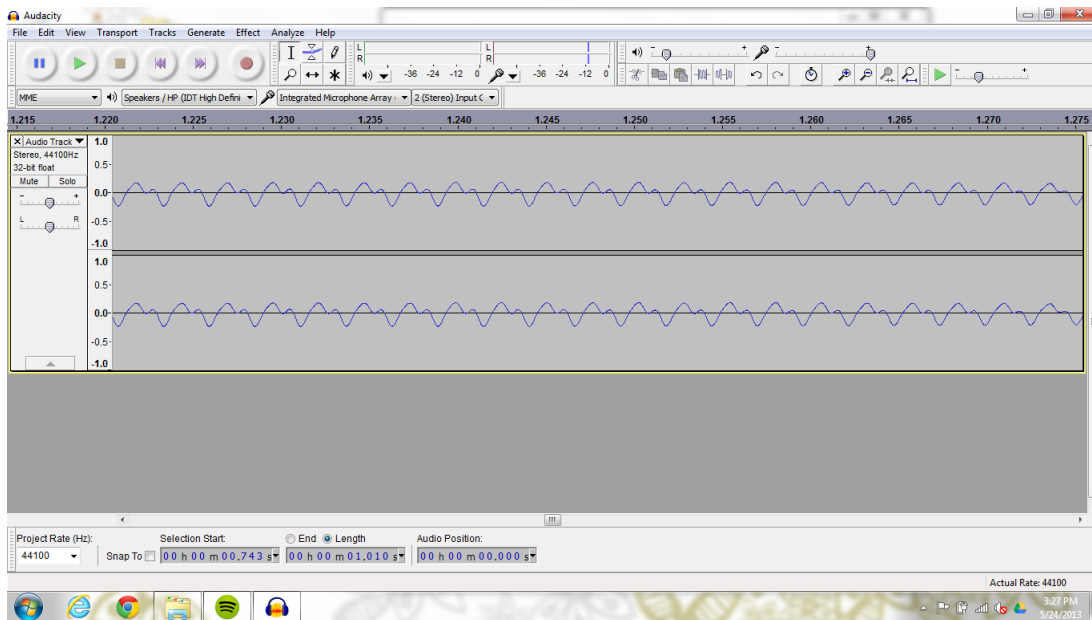 Audacity
File Edit View Transport Tracks Generate Effect Analyze Help
L
R
-36 -24 -12 0
L
R
-36 -24 -12 0
MME
Speakers / HP (IDT High Defini
Integrated Microphone Array
2 (Stereo) Input C
1.215 1.220 1.225 1.230 1.235 1.240 1.245 1.250 1.255 1.260 1.265 1.270 1.275
X Audio Track
Stereo, 44100Hz
32-bit float
Mute Solo
- +
L R
1.0
0.5
0.0
-0.5
-1.0
1.0
0.5
0.0
-0.5
-1.0
Project Rate (Hz):
44100
Snap To
Selection Start:
00 h 00 m 00.743 s
End Length
00 h 00 m 01.010 s
Audio Position:
00 h 00 m 00.000 s
Actual Rate: 44100
3:27 PM
5/24/2013